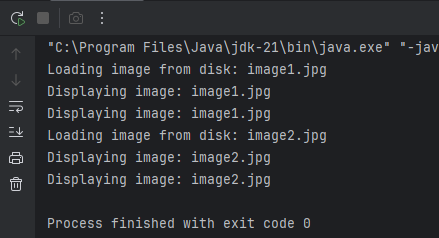 "C:\Program Files\Java\jdk-21\bin\java.exe" "-jav
Loading image from disk: image1.jpg
Displaying image: image1.jpg
Displaying image: image1.jpg
Loading image from disk: image2.jpg
Displaying image: image2.jpg
Displaying image: image2.jpg
Process finished with exit code 0